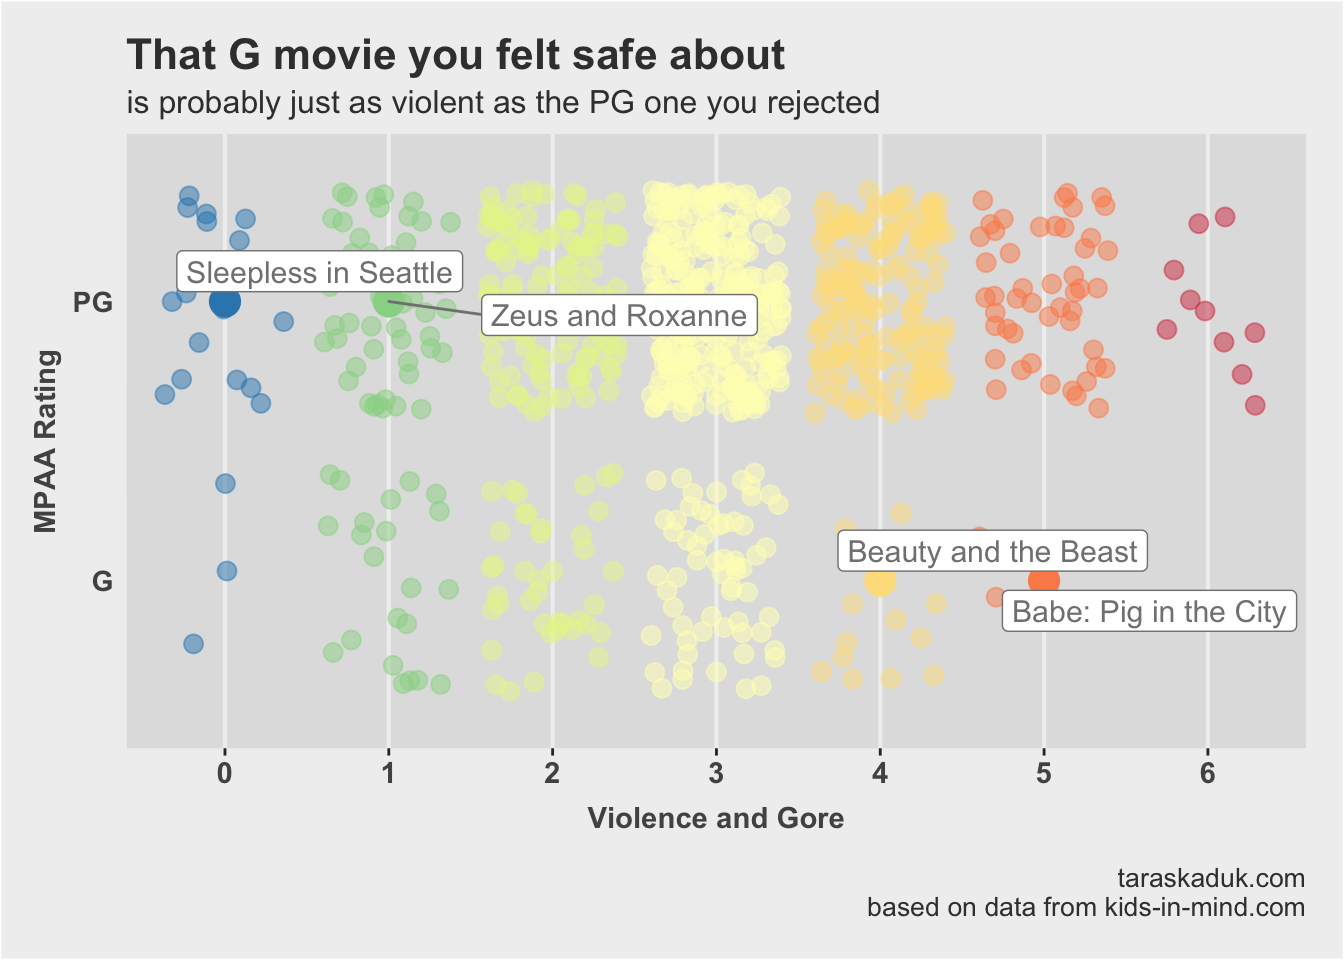 That G movie you felt safe about
is probably just as violent as the PG one you rejected
Sleepless in Seattle
PG
Zeus and Roxanne
MPAA Rating
Beauty and the Beast
G
Babe: Pig in the City
0 1 2 3 4 5 6
Violence and Gore
taraskaduk.com
based on data from kids-in-mind.com